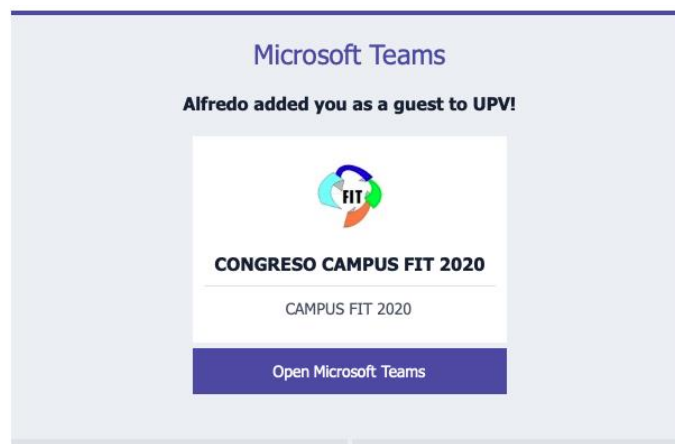 Microsoft Teams
Alfredo added you as a guest to UPV!
FIT
CONGRESO CAMPUS FIT 2020
CAMPUS FIT 2020
Open Microsoft Teams